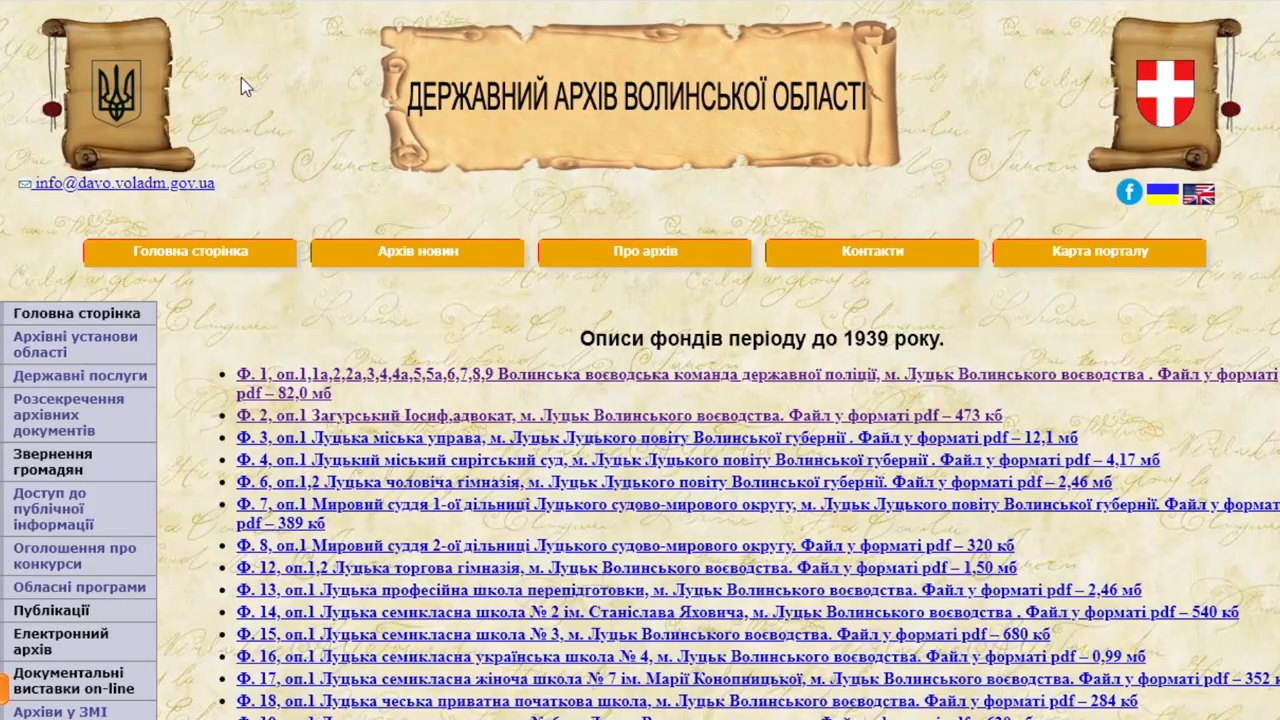 ДЕРЖАВНИЙ АРХІВ ВОЛИНСЬКОЇ ОБЛАСТІ
info@davo.voladm.gov.ua
Головна сторінка
Архів новин
Про архів
Контакти
Карта порталу
Головна сторінка
Архівні установи
області
Державні послуги
Розсекречення
архівних
документів
Звернення
громадян
Доступ до
публічної
інформації
Оголошення про
конкурси
Обласні програми
Публікації
Електронний
архів
Документальні
виставки on-line
Архіви у ЗМІ
Описи фондів періоду до 1939 року.
Ф. 1, оп.1,1а,2,2а,3,4,4а,5,5а,6,7,8,9 Волинська воєводська команда державної поліції, м. Луцьк Волинського воєводства . Файл у форматі
pdf – 82,0 мб
Ф. 2, оп.1 Загурський Іосиф,адвокат, м. Луцьк Волинського воєводства. Файл у форматі pdf – 473 кб
Ф. 3, оп.1 Луцька міська управа, м. Луцьк Луцького повіту Волинської губернії . Файл у форматі pdf – 12,1 мб
Ф. 4, оп.1 Луцький міський сирітський суд, м. Луцьк Луцького повіту Волинської губернії . Файл у форматі pdf – 4,17 мб
Ф. 6, оп.1,2 Луцька чоловіча гімназія, м. Луцьк Луцького повіту Волинської губернії. Файл у форматі pdf – 2,46 мб
Ф. 7, оп.1 Мировий суддя 1-ої дільниці Луцького судово-мирового округу, м. Луцьк Луцького повіту Волинської губернії. Файл у формат
pdf – 389 кб
Ф. 8, оп.1 Мировий суддя 2-ої дільниці Луцького судово-мирового округу. Файл у форматі pdf – 320 кб
Ф. 12, оп.1,2 Луцька торгова гімназія, м. Луцьк Волинського воєводства. Файл у форматі pdf – 1,50 мб
Ф. 13, оп.1 Луцька професійна школа перепідготовки, м. Луцьк Волинського воєводства. Файл у форматі pdf – 2,46 мб
Ф. 14, оп.1 Луцька семикласна школа № 2 ім. Станіслава Яховича, м. Луцьк Волинського воєводства . Файл у форматі pdf – 540 кб
Ф. 15, оп.1 Луцька семикласна школа № 3, м. Луцьк Волинського воєводства. Файл у форматі pdf – 680 кб
Ф. 16, оп.1 Луцька семикласна українська школа № 4, м. Луцьк Волинського воєводства. Файл у форматі pdf – 0,99 мб
Ф. 17, оп.1 Луцька семикласна жіноча школа № 7 ім. Марії Конопницької, м. Луцьк Волинського воєводства. Файл у форматі pdf – 352 к
Ф. 18, оп.1 Луцька чеська приватна початкова школа, м. Луцьк Волинського воєводства. Файл у форматі pdf – 284 кб